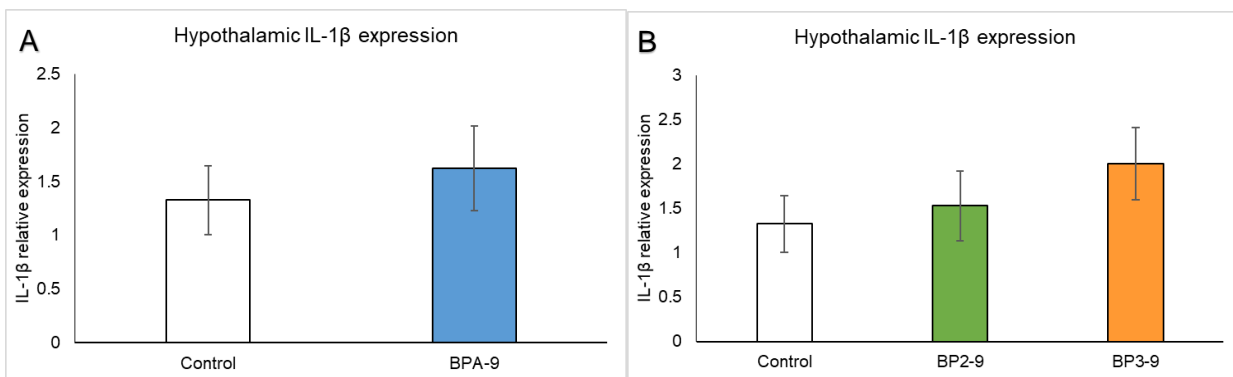 A
Hypothalamic IL-1β expression
IL-1β relative expression
2.5
2
1.5
1
0.5
0
Control
BPA-9
B
Hypothalamic IL-1β expression
IL-1β relative expression
3
2.5
2
1.5
1
0.5
0
Control
BP2-9
BP3-9